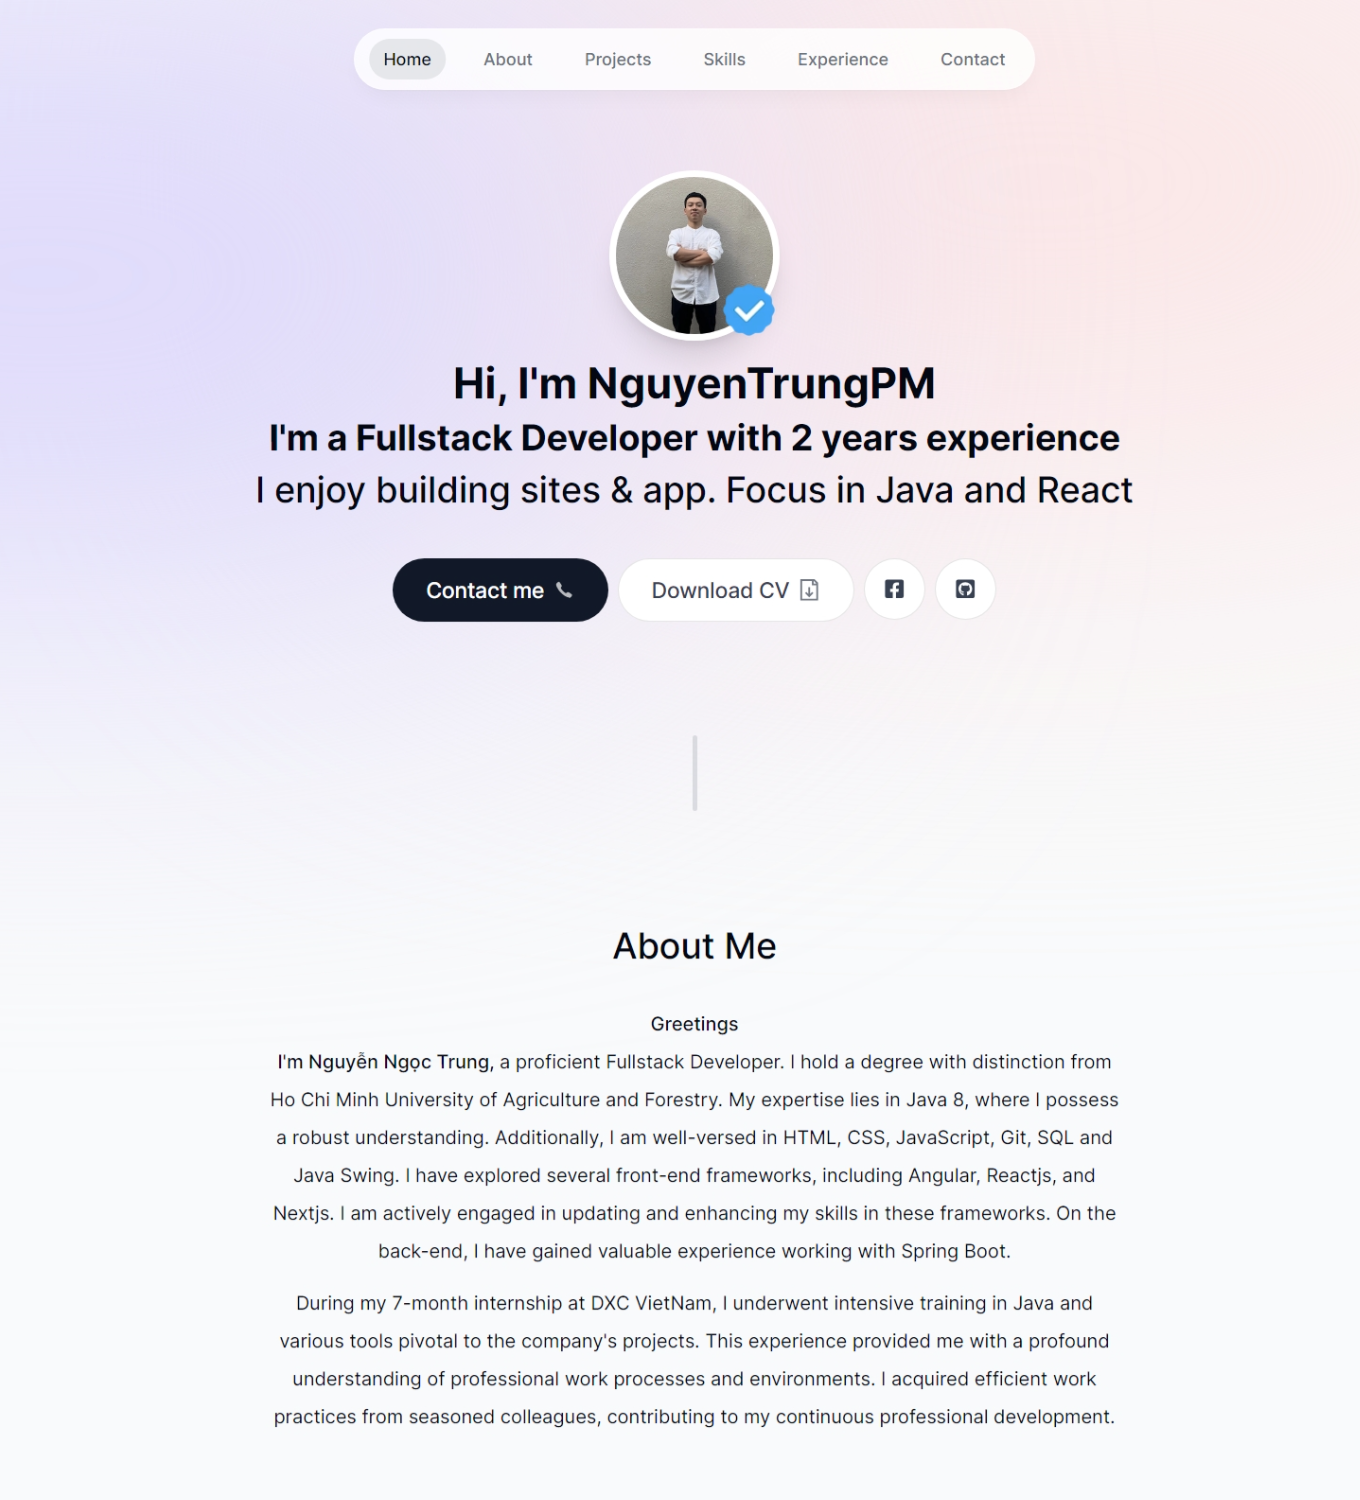 Home About Projects Skills Experience Contact
Hi, I'm NguyenTrungPM
I'm a Fullstack Developer with 2 years experience
I enjoy building sites & app. Focus in Java and React
Contact me Download CV
About Me
Greetings
I'm Nguyễn Ngọc Trung, a proficient Fullstack Developer. I hold a degree with distinction from
Ho Chi Minh University of Agriculture and Forestry. My expertise lies in Java 8, where I possess
a robust understanding. Additionally, I am well-versed in HTML, CSS, JavaScript, Git, SQL and
Java Swing. I have explored several front-end frameworks, including Angular, Reactjs, and
Nextjs. I am actively engaged in updating and enhancing my skills in these frameworks. On the
back-end, I have gained valuable experience working with Spring Boot.
During my 7-month internship at DXC VietNam, I underwent intensive training in Java and
various tools pivotal to the company's projects. This experience provided me with a profound
understanding of professional work processes and environments. I acquired efficient work
practices from seasoned colleagues, contributing to my continuous professional development.